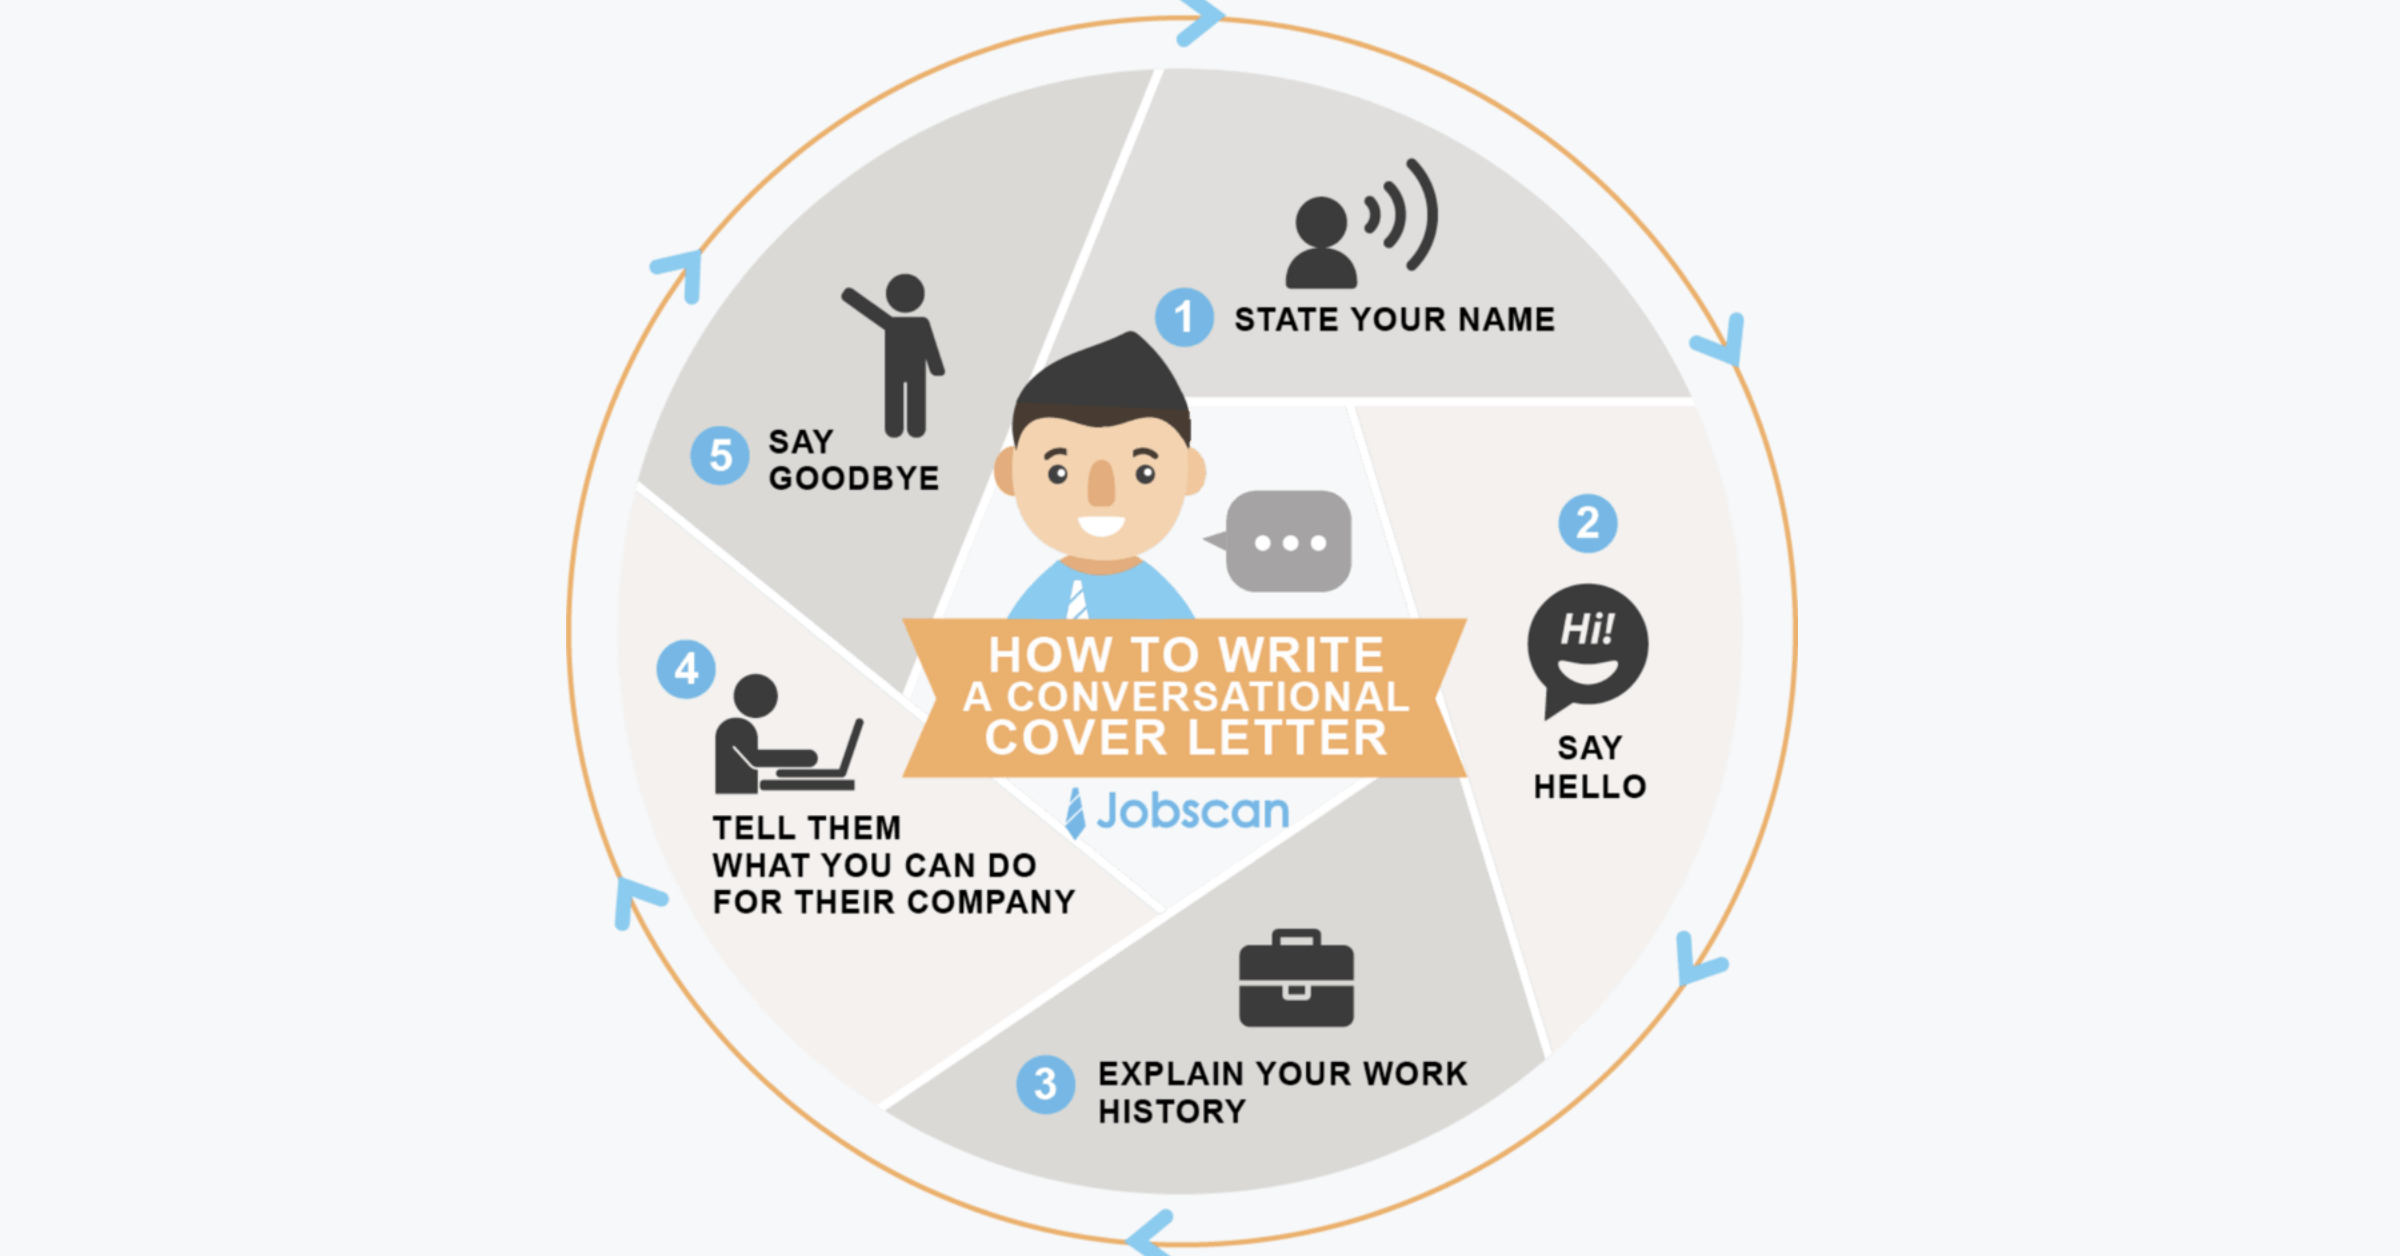 HOW TO WRITE
A CONVERSATIONAL
COVER LETTER
Jobscan
1
STATE YOUR NAME
2
Hi!
SAY
HELLO
3
EXPLAIN YOUR WORK
HISTORY
4
TELL THEM
WHAT YOU CAN DO
FOR THEIR COMPANY
5
SAY
GOODBYE